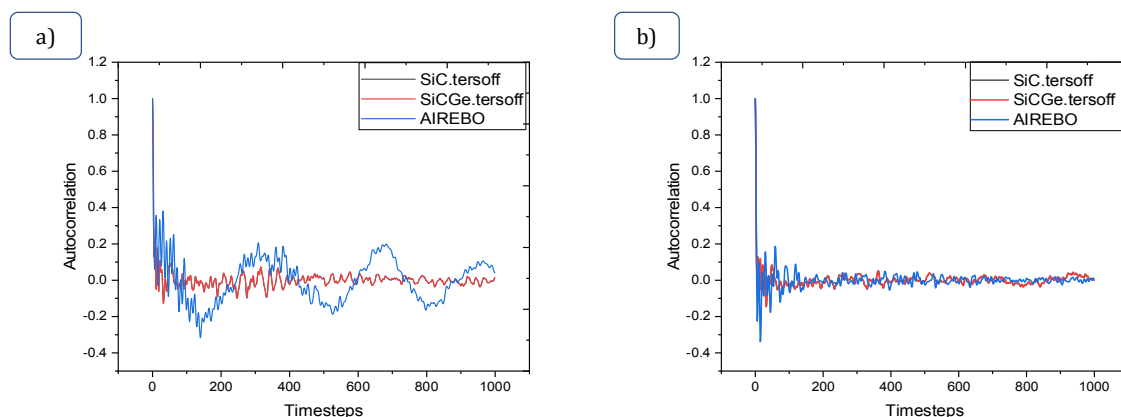 a)
1.2
1.0
0.8
0.6
0.4
0.2
0.0
-0.2
-0.4
Autocorrelation
SiC.tersoff
SiCGe.tersoff
AIREBO
0 200 400 600 800 1000
Timesteps
b)
1.2
1.0
0.8
0.6
0.4
0.2
0.0
-0.2
-0.4
Autocorrelation
SiC.tersoff
SiCGe.tersoff
AIREBO
0 200 400 600 800 1000
Timesteps